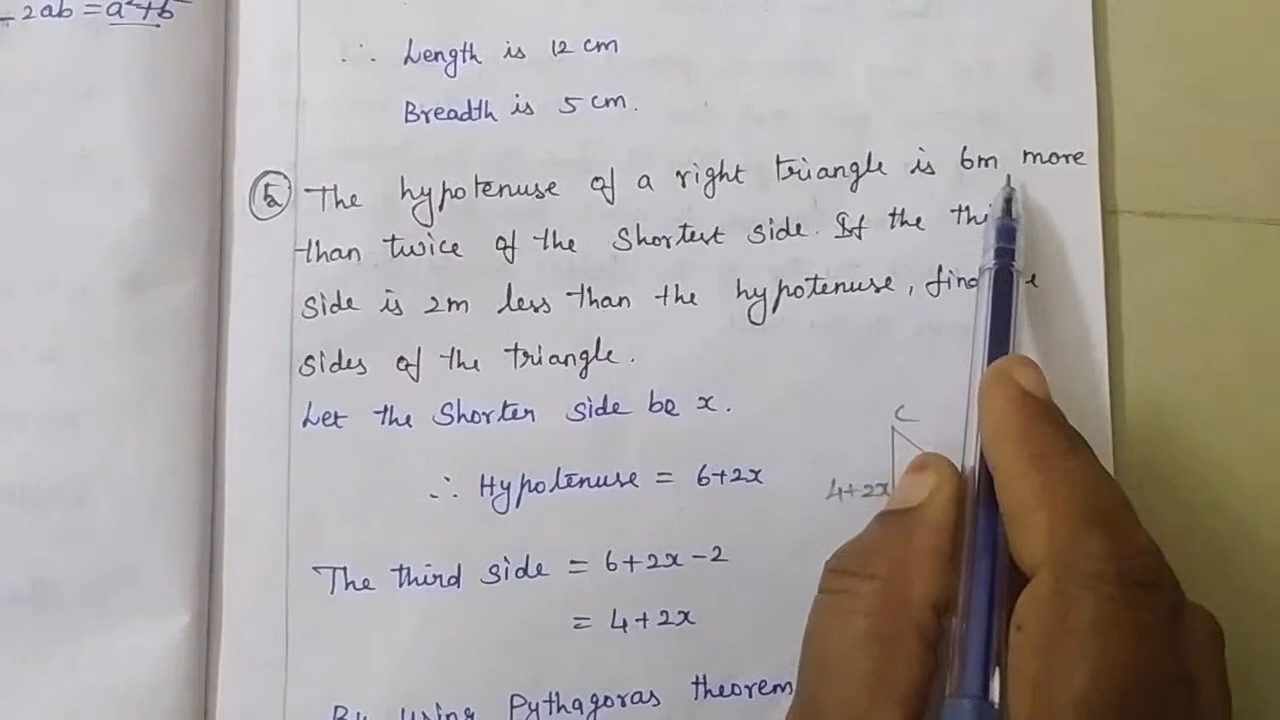 - 2ab = a²+b²
∴ Length is 12 cm
Breadth is 5 cm.
5 The hypotenuse of a right triangle is 6m more
than twice of the shortest side. If the
side is 2m less than the hypotenuse,
sides of the triangle.
Let the shorter side be x.
C
∴ Hypotenuse = 6+2x
4+2x
The third side = 6+2x-2
= 4+2x
By using Pythagoras theorem